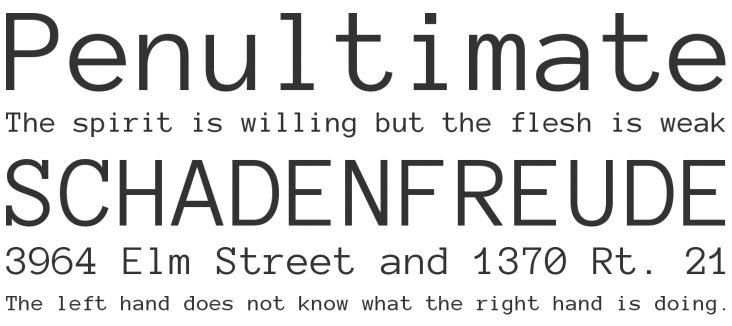 Penultimate
The spirit is willing but the flesh is weak
SCHADENFREUDE
3964 Elm Street and 1370 Rt. 21
The left hand does not know what the right hand is doing.